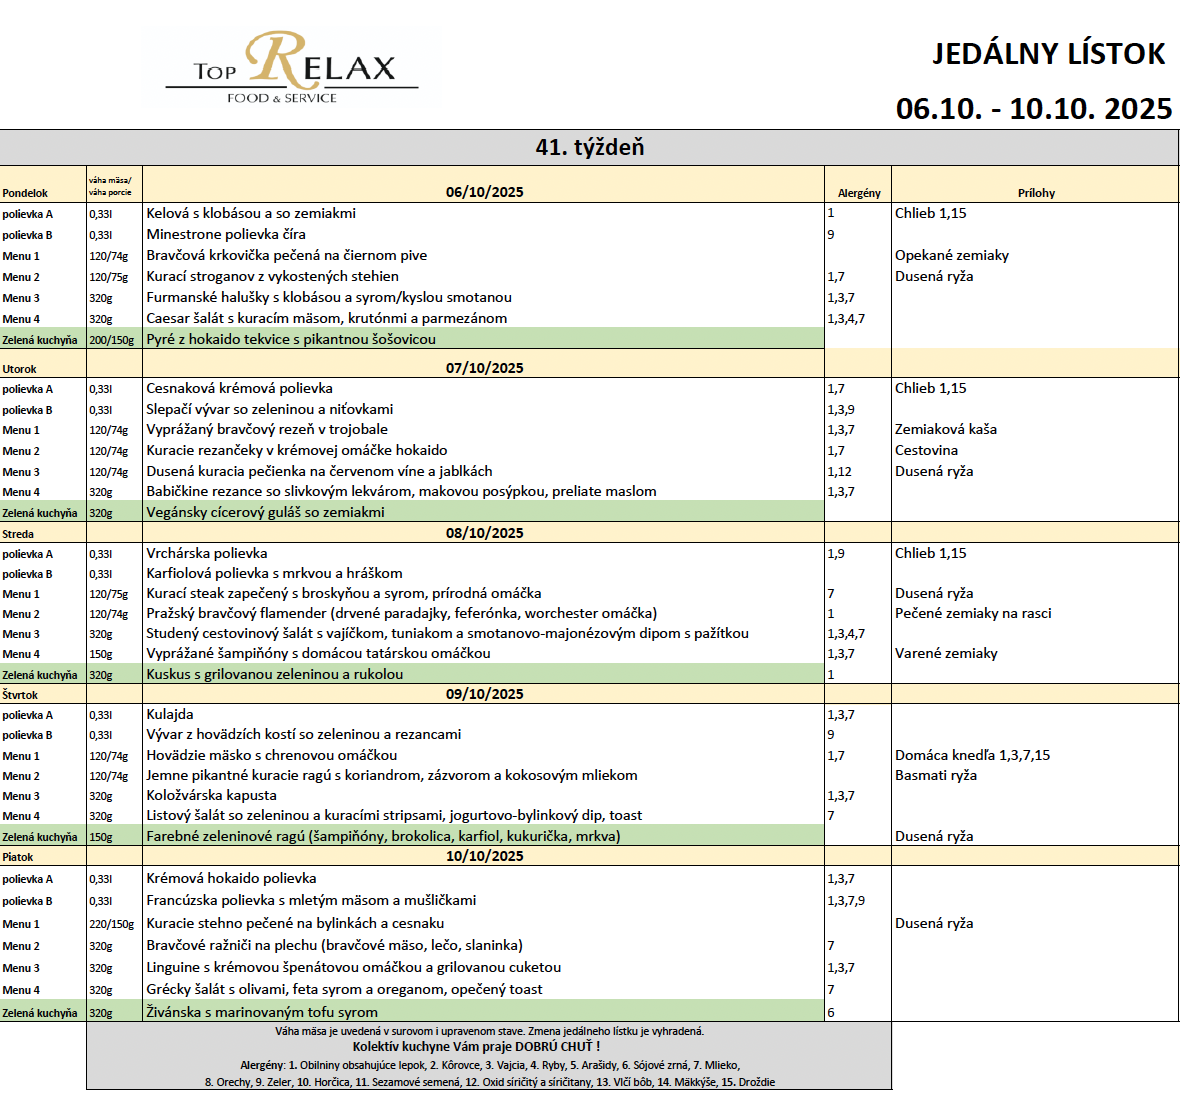 TOP RELAX
FOOD & SERVICE
JEDÁLNY LÍSTOK
06.10. - 10.10. 2025
41. týždeň
Pondelok váha mäsa/ váha porcie 06/10/2025 Alergény Prílohy
polievka A 0,33l Kelová s klobásou a so zemiakmi 1 Chlieb 1,15
polievka B 0,33l Minestrone polievka číra 9
Menu 1 120/74g Bravčová krkovička pečená na čiernom pive Opekané zemiaky
Menu 2 120/75g Kurací stroganov z vykostených stehien 1,7 Dusená ryža
Menu 3 320g Furmanské halušky s klobásou a syrom/kyslou smotanou 1,3,7
Menu 4 320g Caesar šalát s kuracím mäsom, krutónmi a parmezánom 1,3,4,7
Zelená kuchyňa 200/150g Pyré z hokaido tekvice s pikantnou šošovicou
Utorok 07/10/2025
polievka A 0,33l Cesnaková krémová polievka 1,7 Chlieb 1,15
polievka B 0,33l Slepačí vývar so zeleninou a niťovkami 1,3,9
Menu 1 120/74g Vyprážaný bravčový rezeň v trojobale 1,3,7 Zemiaková kaša
Menu 2 120/74g Kuracie rezančeky v krémovej omáčke hokaido 1,7 Cestovina
Menu 3 120/74g Dusená kuracia pečienka na červenom víne a jablkách 1,12 Dusená ryža
Menu 4 320g Babičkine rezance so slivkovým lekvárom, makovou posýpkou, preliate maslom 1,3,7
Zelená kuchyňa 320g Vegánsky cícerový guláš so zemiakmi
Streda 08/10/2025
polievka A 0,33l Vrchárska polievka 1,9 Chlieb 1,15
polievka B 0,33l Karfiolová polievka s mrkvou a hráškom
Menu 1 120/75g Kurací steak zapečený s broskyňou a syrom, prírodná omáčka 7 Dusená ryža
Menu 2 120/74g Pražský bravčový flamender (drvené paradajky, feferónka, worchester omáčka) 1 Pečené zemiaky na rasci
Menu 3 320g Studený cestovinový šalát s vajíčkom, tuniakom a smotanovo-majonézovým dipom s pažítkou 1,3,4,7
Menu 4 150g Vyprážané šampiňóny s domácou tatárskou omáčkou 1,3,7 Varené zemiaky
Zelená kuchyňa 320g Kuskus s grilovanou zeleninou a rukolou 1
Štvrtok 09/10/2025
polievka A 0,33l Kulajda 1,3,7
polievka B 0,33l Vývar z hovädzích kostí so zeleninou a rezancami 9
Menu 1 120/74g Hovädzie mäsko s chrenovou omáčkou 1,7 Domáca knedľa 1,3,7,15
Menu 2 120/74g Jemne pikantné kuracie ragú s koriandrom, zázvorom a kokosovým mliekom Basmati ryža
Menu 3 320g Koložvárska kapusta 1,3,7
Menu 4 320g Listový šalát so zeleninou a kuracími stripsami, jogurtovo-bylinkový dip, toast 7
Zelená kuchyňa 150g Farebné zeleninové ragú (šampiňóny, brokolica, karfiol, kukurička, mrkva) Dusená ryža
Piatok 10/10/2025
polievka A 0,33l Krémová hokaido polievka 1,3,7
polievka B 0,33l Francúzska polievka s mletým mäsom a mušličkami 1,3,7,9
Menu 1 220/150g Kuracie stehno pečené na bylinkách a cesnaku Dusená ryža
Menu 2 320g Bravčové ražniči na plechu (bravčové mäso, lečo, slaninka) 7
Menu 3 320g Linguine s krémovou špenátovou omáčkou a grilovanou cuketou 1,3,7
Menu 4 320g Grécky šalát s olivami, feta syrom a oreganom, opečený toast 7
Zelená kuchyňa 320g Živánska s marinovaným tofu syrom 6
Váha mäsa je uvedená v surovom i upravenom stave. Zmena jedálneho lístku je vyhradená.
Kolektív kuchyne Vám praje DOBRÚ CHUŤ !
Alergény: 1. Obilniny obsahujúce lepok, 2. Kôrovce, 3. Vajcia, 4. Ryby, 5. Arašidy, 6. Sójové zrná, 7. Mlieko,
8. Orechy, 9. Zeler, 10. Horčica, 11. Sezamové semená, 12. Oxid siričitý a siričitany, 13. Vlčí bôb, 14. Mäkkýše, 15. Droždie